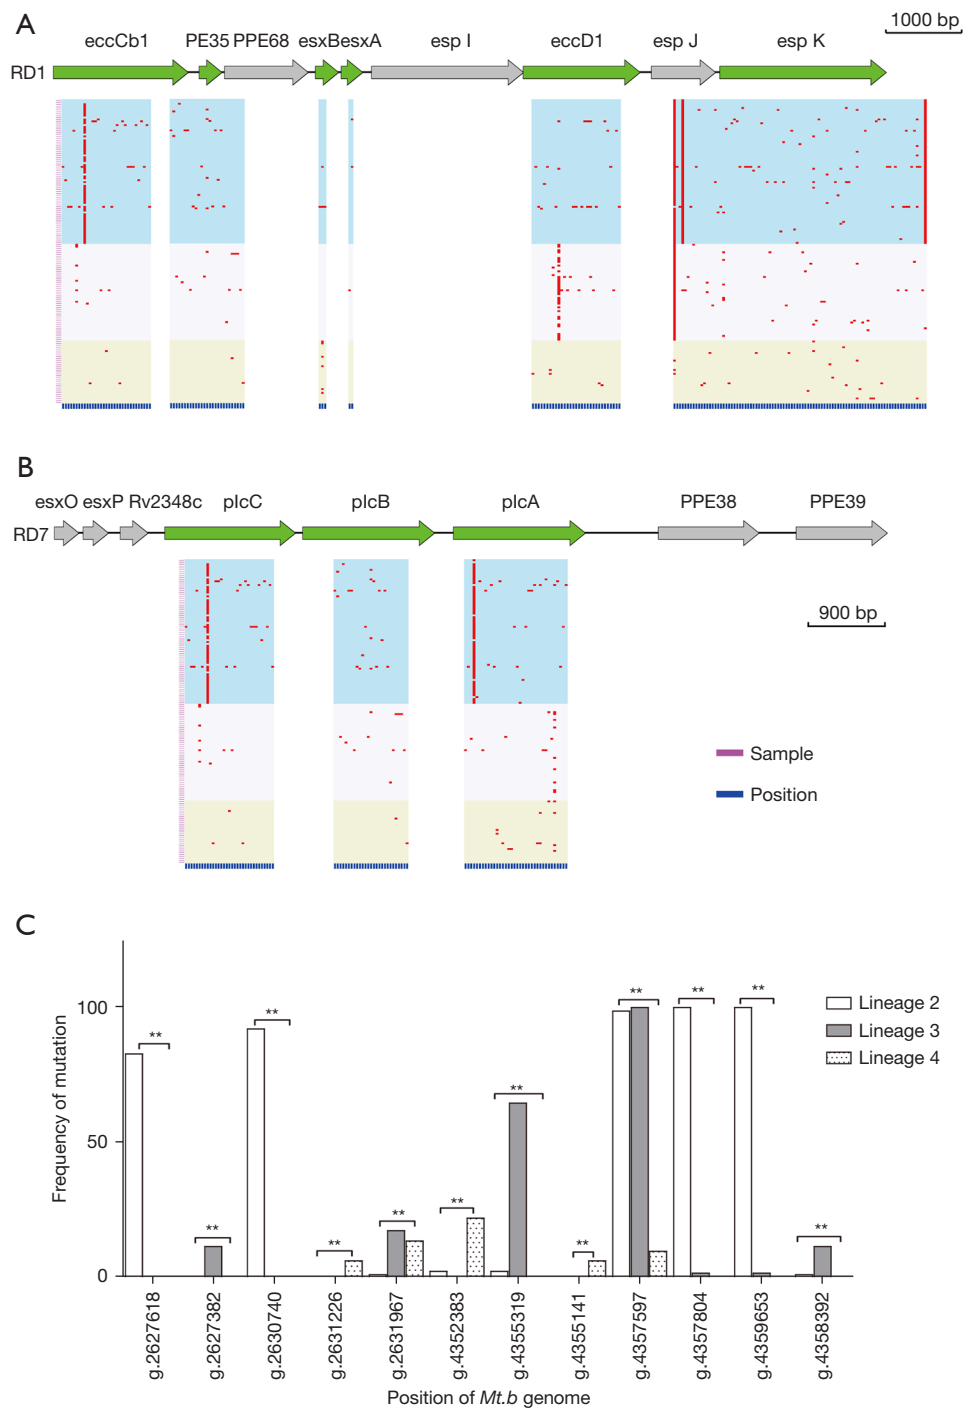 A
1000 bp
eccCb1 PE35 PPE68 esxB esxA esp I eccD1 esp J esp K
RD1
B
esxO esxP Rv2348c plcC plcB plcA PPE38 PPE39
RD7
900 bp
Sample
Position
C
Frequency of mutation
100
50
0
** ** ** ** ** ** ** ** ** ** ** **
Lineage 2
Lineage 3
Lineage 4
g.2627618 g.2627382 g.2630740 g.2631226 g.2631967 g.4352383 g.4355319 g.4355141 g.4357597 g.4357804 g.4359653 g.4358392
Position of Mt.b genome